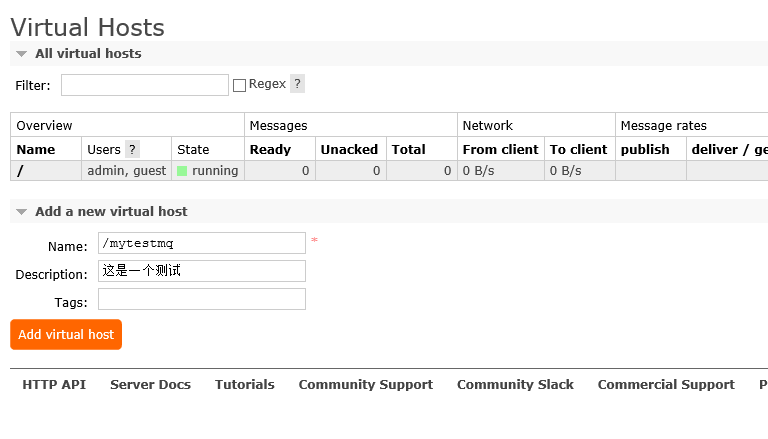 Virtual Hosts
All virtual hosts
Filter: Regex ?
Overview Messages Network Message rates
Name Users ? State Ready Unacked Total From client To client publish deliver / ge
/ admin, guest running 0 0 0 0 B/s 0 B/s
Add a new virtual host
Name: /mytestmq *
Description: 这是一个测试
Tags:
Add virtual host
HTTP API Server Docs Tutorials Community Support Community Slack Commercial Support P